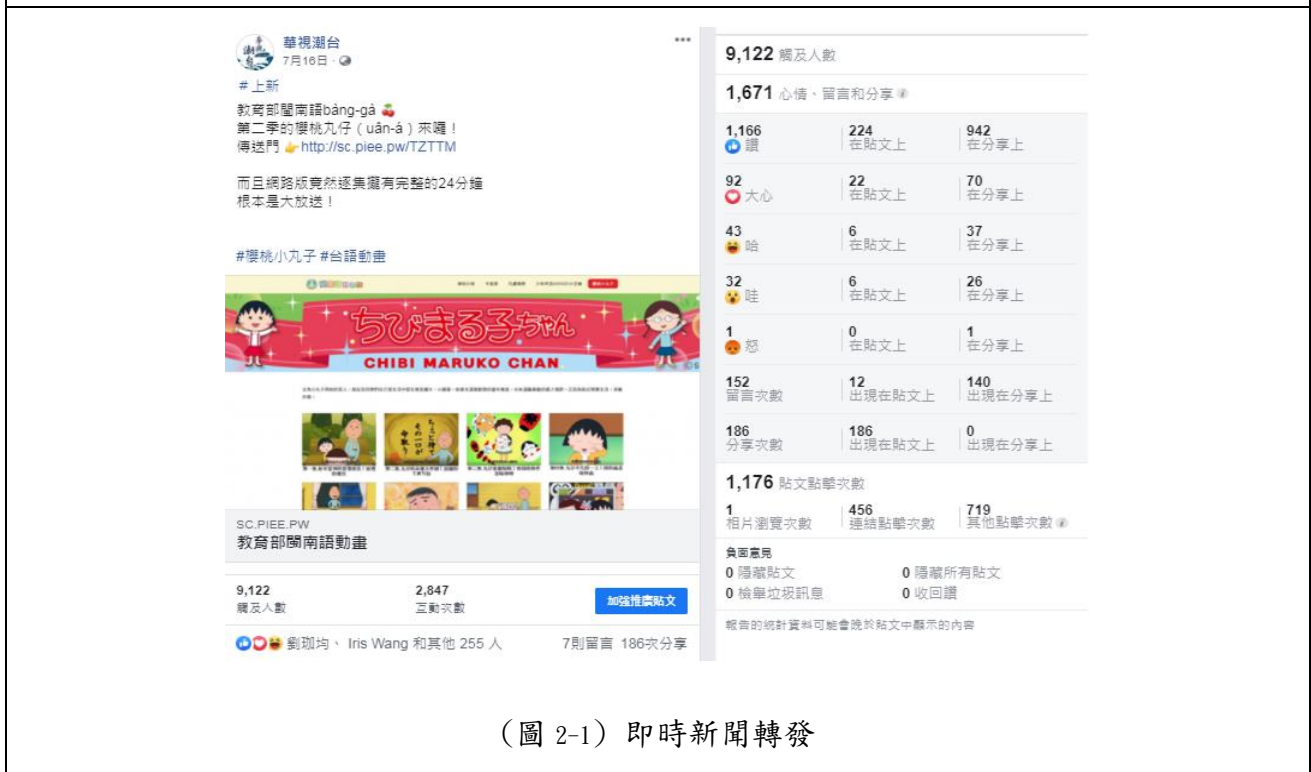 華視潮台
7月16日
#上新
教育部閩南語bàng-gà
第二季的櫻桃丸仔(uân-á)來囉!
傳送門 http://sc.piee.pw/TZTTM
而且網路版竟然逐集攏有完整的24分鐘
根本是大放送!
#櫻桃小丸子 #台語動畫
ちびまる子ちゃん
CHIBI MARUKO CHAN
SC.PIEE.PW
教育部閩南語動畫
9,122 2,847
觸及人數 互動次數 加強推廣貼文
劉珈均、 Iris Wang 和其他 255 人 7則留言 186次分享
9,122 觸及人數
1,671 心情、留言和分享
1,166 224 942
讚 在貼文上 在分享上
92 22 70
大心 在貼文上 在分享上
43 6 37
哈 在貼文上 在分享上
32 6 26
哇 在貼文上 在分享上
1 0 1
怒 在貼文上 在分享上
152 12 140
留言次數 出現在貼文上 出現在分享上
186 186 0
分享次數 出現在貼文上 出現在分享上
1,176 貼文點擊次數
1 456 719
相片瀏覽次數 連結點擊次數 其他點擊次數
負面意見
0 隱藏貼文 0 隱藏所有貼文
0 檢舉垃圾訊息 0 收回讚
報告的統計資料可能會晚於貼文中顯示的內容
(圖 2-1) 即時新聞轉發